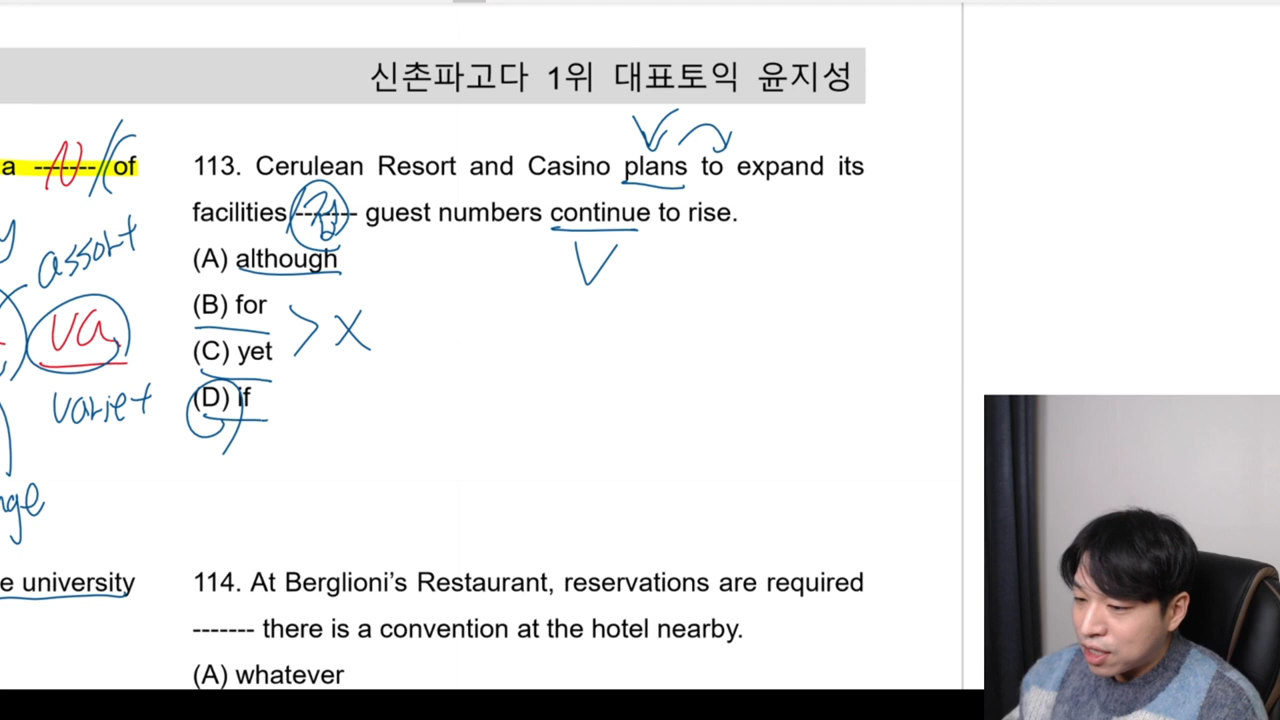 신촌파고다 1위 대표토익 윤지성
a ------- of
N
assort
va
variet
nge
e university
113. Cerulean Resort and Casino plans to expand its
facilities ------- guest numbers continue to rise.
접
V
(A) although
(B) for
(C) yet
> X
(D) if
114. At Berglioni’s Restaurant, reservations are required
------- there is a convention at the hotel nearby.
(A) whatever